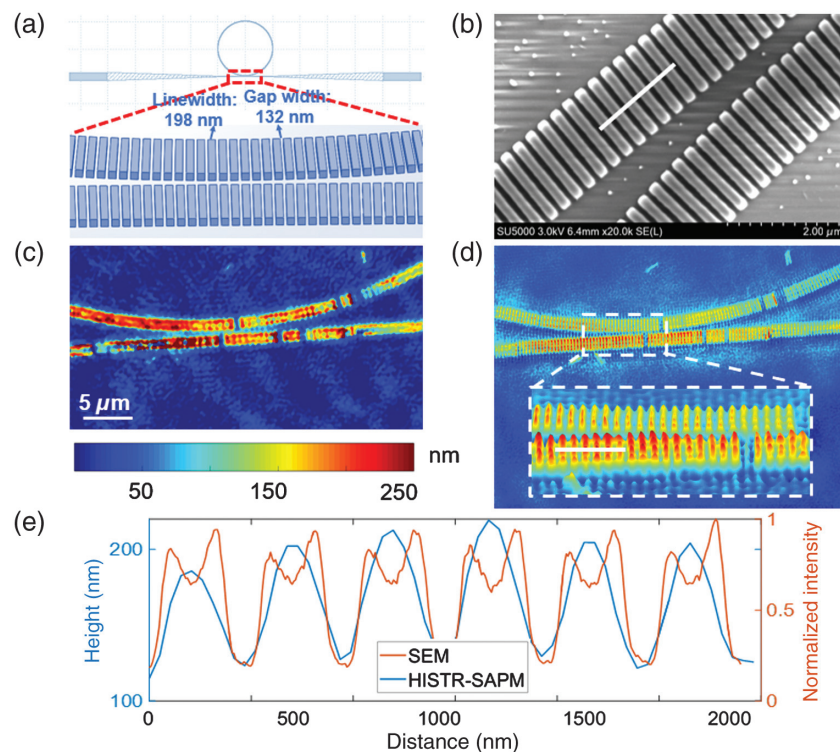 (a)
Linewidth:
198 nm
Gap width:
132 nm
(b)
SU5000 3.0kV 6.4mm x20.0k SE(L)
2.00 µm
(c)
5 µm
50
150
250
nm
(d)
(e)
200
100
Height (nm)
1
0.5
0
Normalized intensity
SEM
HISTR-SAPM
0
500
1000
1500
2000
Distance (nm)